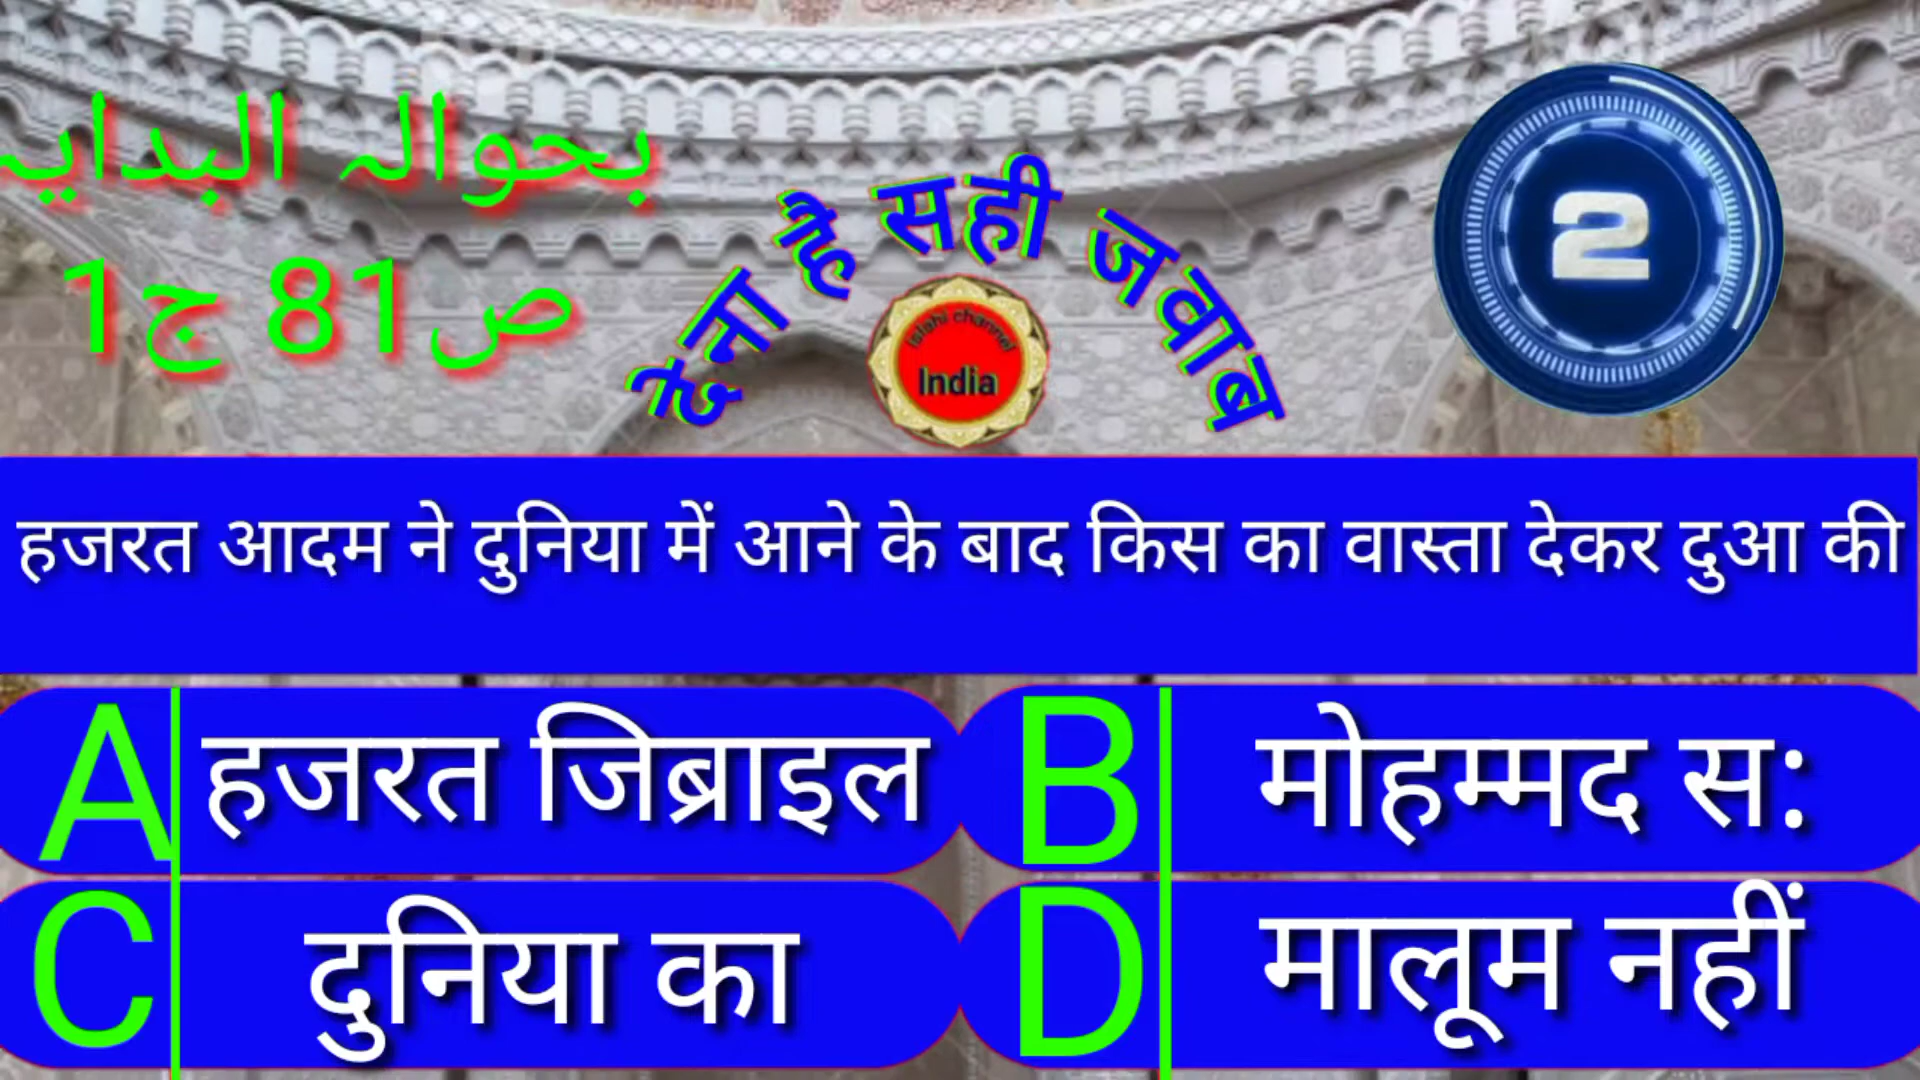 بحوالہ البدایہ
ص81 ج1
देना है सही जवाब
Islahi channel
India
2
हजरत आदम ने दुनिया में आने के बाद किस का वास्ता देकर दुआ की
A हजरत जिब्राइल
B मोहम्मद स:
C दुनिया का
D मालूम नहीं